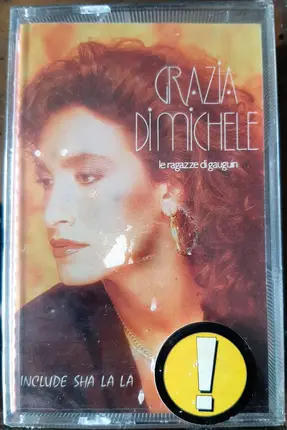 GRAZIA
DI MICHELE
le ragazze di gauguin
INCLUDE SHA LA LA
!